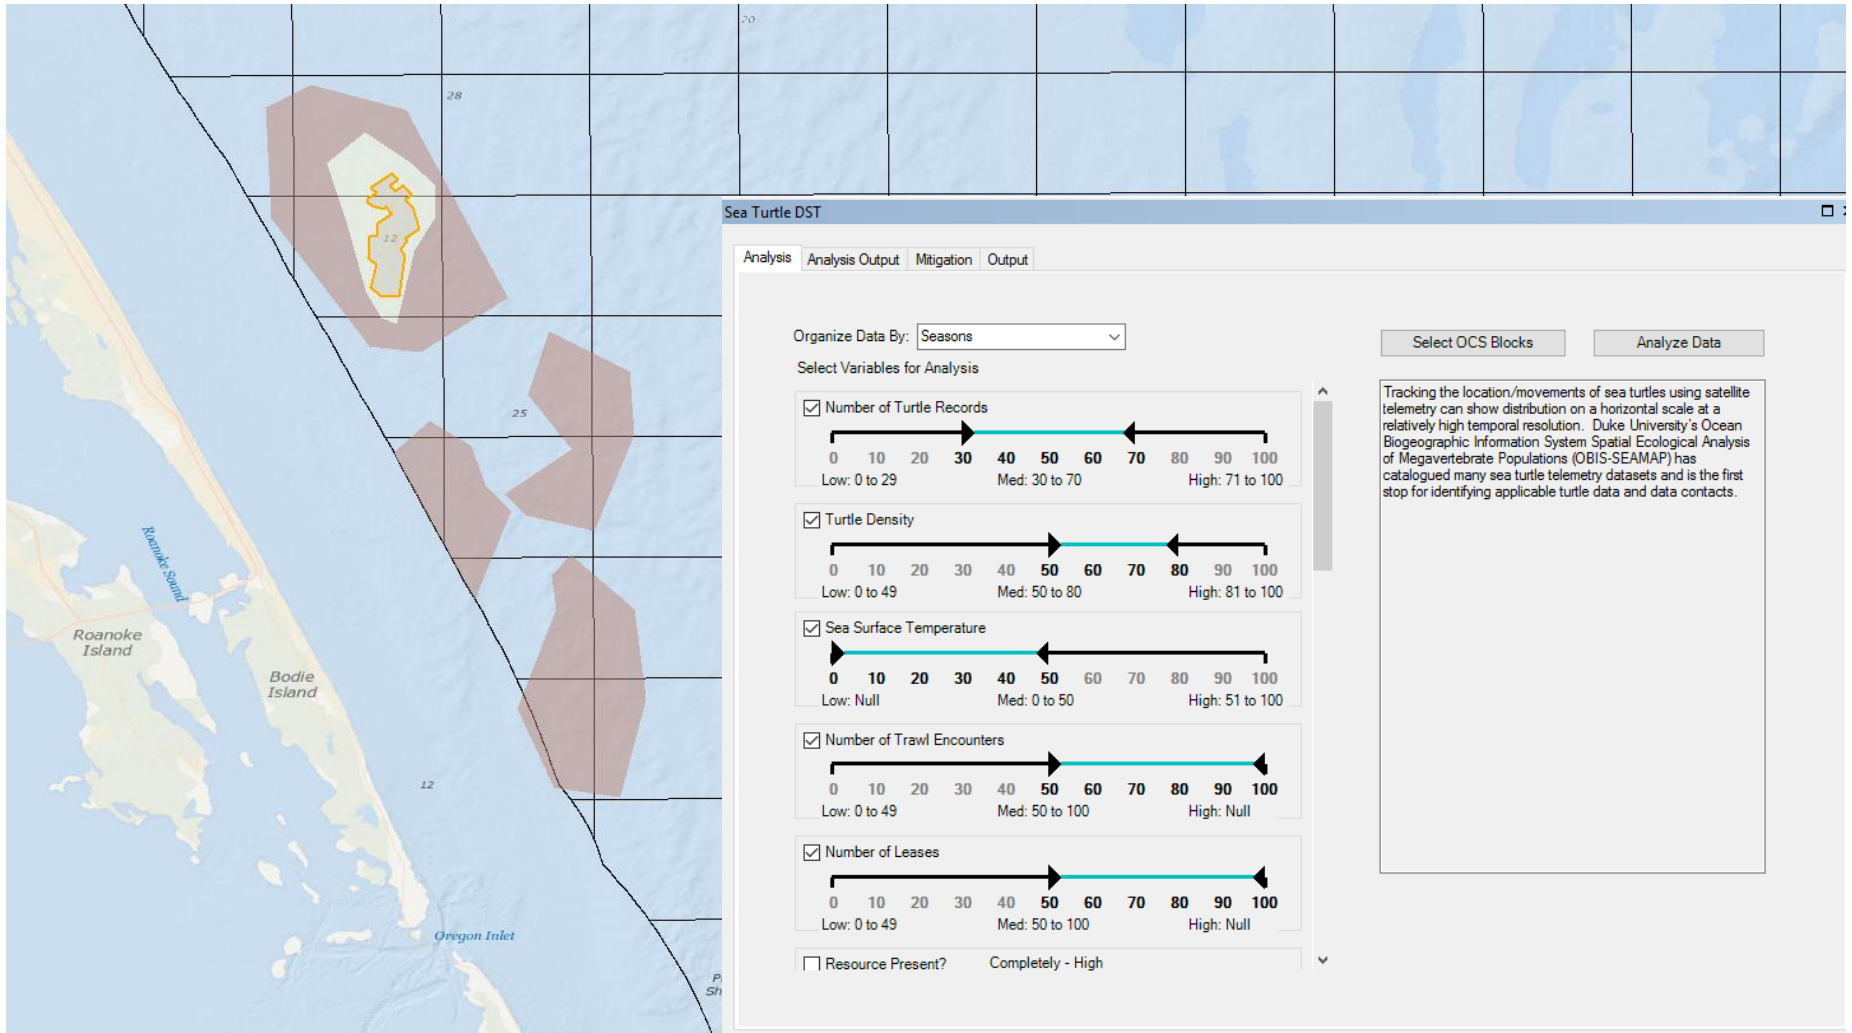 20
28
12
25
Roanoke Sound
Roanoke
Island
Bodie
Island
12
Oregon Inlet
Sea Turtle DST
Analysis
Analysis Output
Mitigation
Output
Organize Data By:
Seasons
Select OCS Blocks
Analyze Data
Select Variables for Analysis
Number of Turtle Records
0 10 20 30 40 50 60 70 80 90 100
Low: 0 to 29 Med: 30 to 70 High: 71 to 100
Turtle Density
0 10 20 30 40 50 60 70 80 90 100
Low: 0 to 49 Med: 50 to 80 High: 81 to 100
Sea Surface Temperature
0 10 20 30 40 50 60 70 80 90 100
Low: Null Med: 0 to 50 High: 51 to 100
Number of Trawl Encounters
0 10 20 30 40 50 60 70 80 90 100
Low: 0 to 49 Med: 50 to 100 High: Null
Number of Leases
0 10 20 30 40 50 60 70 80 90 100
Low: 0 to 49 Med: 50 to 100 High: Null
Resource Present? Completely - High
Tracking the location/movements of sea turtles using satellite
telemetry can show distribution on a horizontal scale at a
relatively high temporal resolution. Duke University's Ocean
Biogeographic Information System Spatial Ecological Analysis
of Megavertebrate Populations (OBIS-SEAMAP) has
catalogued many sea turtle telemetry datasets and is the first
stop for identifying applicable turtle data and data contacts.